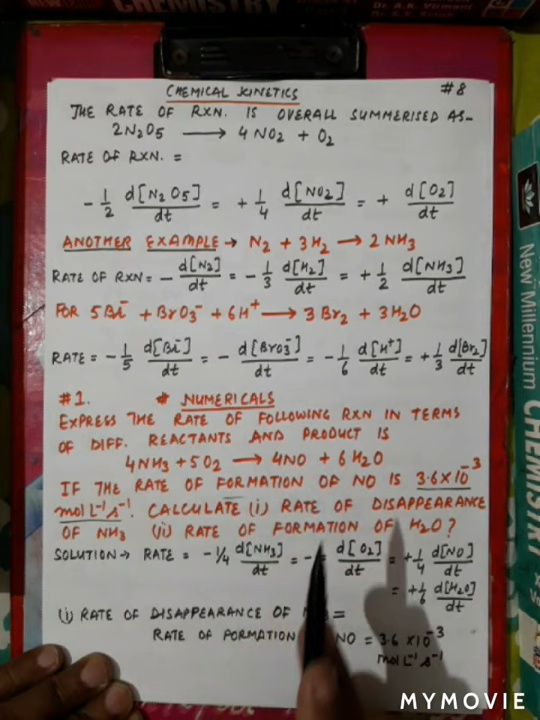 CHEMISTRY
Dr. A.K. Virmani
CHEMICAL KINETICS #8
THE RATE OF RXN. IS OVERALL SUMMERISED AS-
2N2O5 ⟶ 4NO2 + O2
RATE OF RXN. =
- 1/2 d[N2O5]/dt = + 1/4 d[NO2]/dt = + d[O2]/dt
ANOTHER EXAMPLE → N2 + 3H2 ⟶ 2NH3
RATE OF RXN = - d[N2]/dt = - 1/3 d[H2]/dt = + 1/2 d[NH3]/dt
FOR 5Br⁻ + BrO3⁻ + 6H⁺ ⟶ 3Br2 + 3H2O
RATE = - 1/5 d[Br⁻]/dt = - d[BrO3⁻]/dt = - 1/6 d[H⁺]/dt = + 1/3 d[Br2]/dt
#1. # NUMERICALS
EXPRESS THE RATE OF FOLLOWING RXN IN TERMS
OF DIFF. REACTANTS AND PRODUCT IS
4NH3 + 5O2 ⟶ 4NO + 6H2O
IF THE RATE OF FORMATION OF NO IS 3.6×10⁻³
mol L⁻¹ s⁻¹. CALCULATE (i) RATE OF DISAPPEARANCE
OF NH3 (ii) RATE OF FORMATION OF H2O?
SOLUTION → RATE = -1/4 d[NH3]/dt = - d[O2]/dt = + 1/4 d[NO]/dt
= + 1/6 d[H2O]/dt
(i) RATE OF DISAPPEARANCE OF =
RATE OF FORMATION NO = 3.6 ×10⁻³
mol L⁻¹ s⁻¹
New Millennium
CHEMISTRY
MYMOVIE